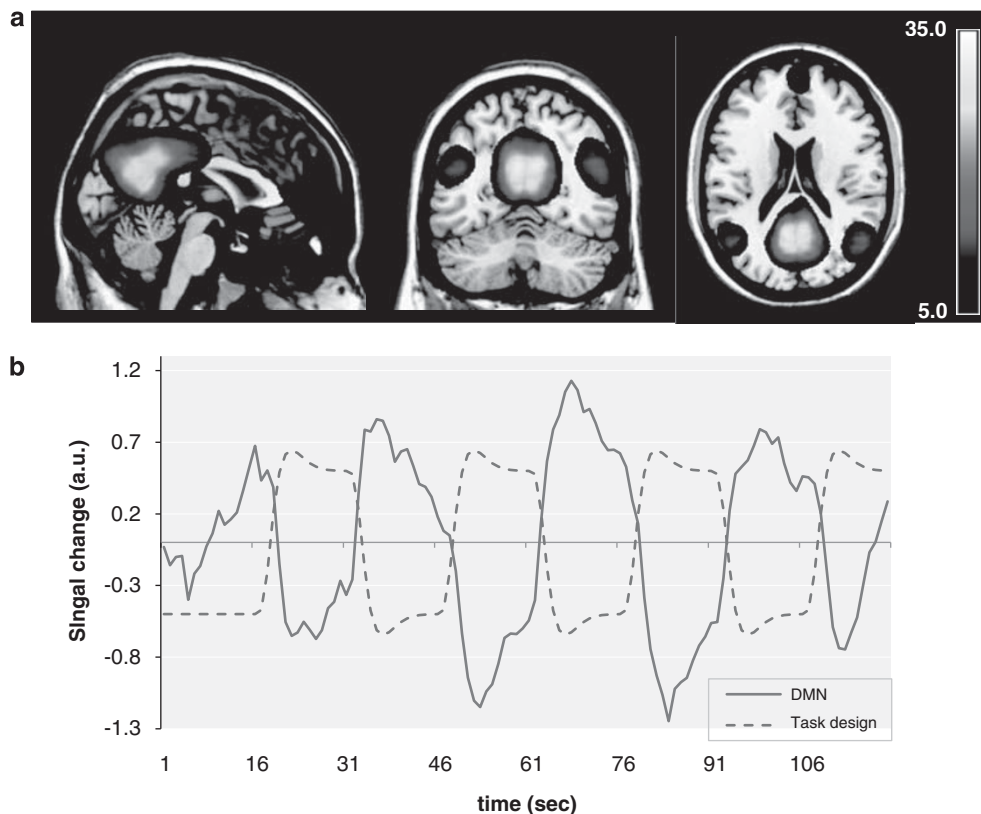 a
35.0
5.0
b
1.2
0.7
0.2
-0.3
-0.8
-1.3
SIngal change (a.u.)
DMN
Task design
1 16 31 46 61 76 91 106
time (sec)